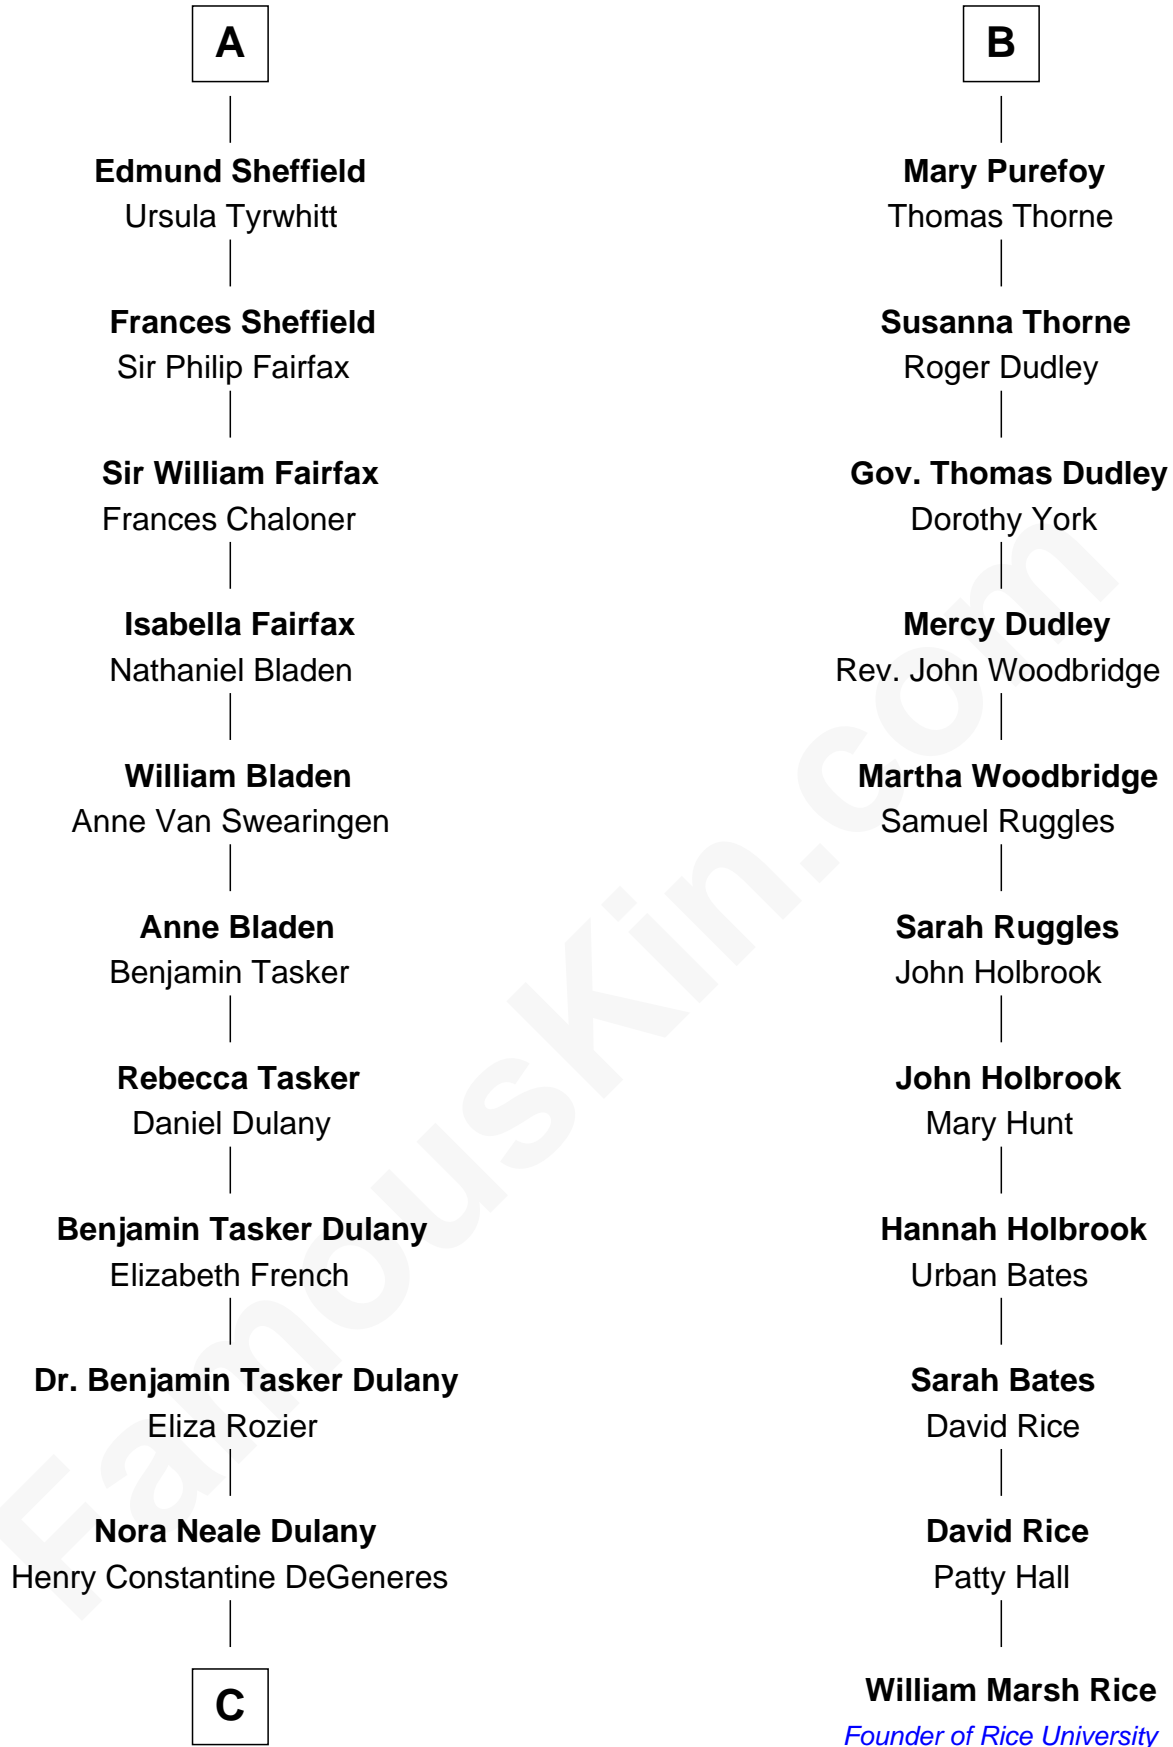 A
Edmund Sheffield
Ursula Tyrwhitt
Frances Sheffield
Sir Philip Fairfax
Sir William Fairfax
Frances Chaloner
Isabella Fairfax
Nathaniel Bladen
William Bladen
Anne Van Swearingen
Anne Bladen
Benjamin Tasker
Rebecca Tasker
Daniel Dulany
Benjamin Tasker Dulany
Elizabeth French
Dr. Benjamin Tasker Dulany
Eliza Rozier
Nora Neale Dulany
Henry Constantine DeGeneres
C
B
Mary Purefoy
Thomas Thorne
Susanna Thorne
Roger Dudley
Gov. Thomas Dudley
Dorothy York
Mercy Dudley
Rev. John Woodbridge
Martha Woodbridge
Samuel Ruggles
Sarah Ruggles
John Holbrook
John Holbrook
Mary Hunt
Hannah Holbrook
Urban Bates
Sarah Bates
David Rice
David Rice
Patty Hall
William Marsh Rice
Founder of Rice University
FamousKin.com